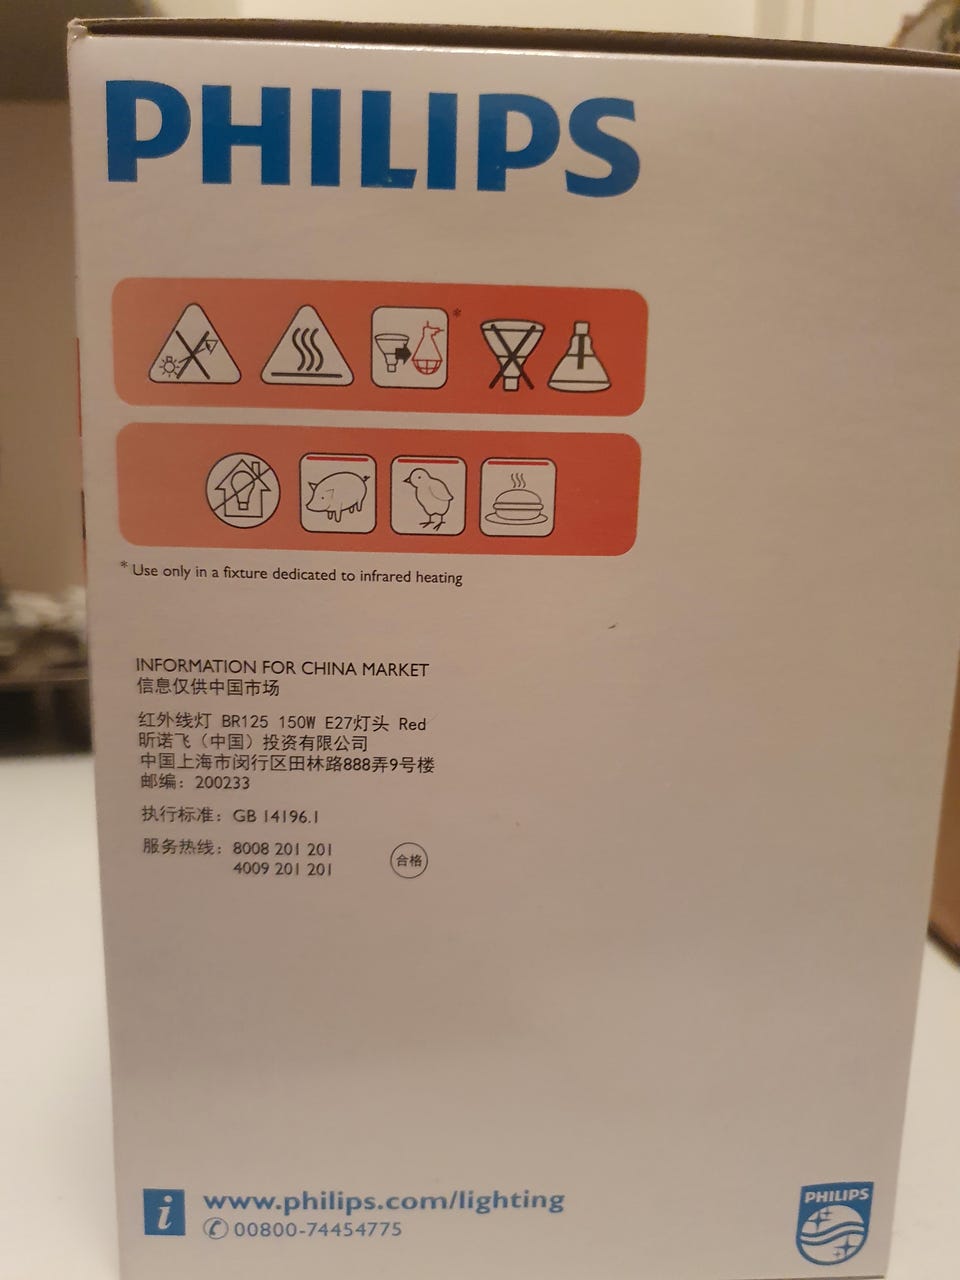 PHILIPS
*
* Use only in a fixture dedicated to infrared heating
INFORMATION FOR CHINA MARKET
信息仅供中国市场
红外线灯 BR125 150W E27灯头 Red
昕诺飞（中国）投资有限公司
中国上海市闵行区田林路888弄9号楼
邮编：200233
执行标准：GB 14196.1
服务热线：8008 201 201
4009 201 201
合格
i www.philips.com/lighting
00800-74454775
PHILIPS